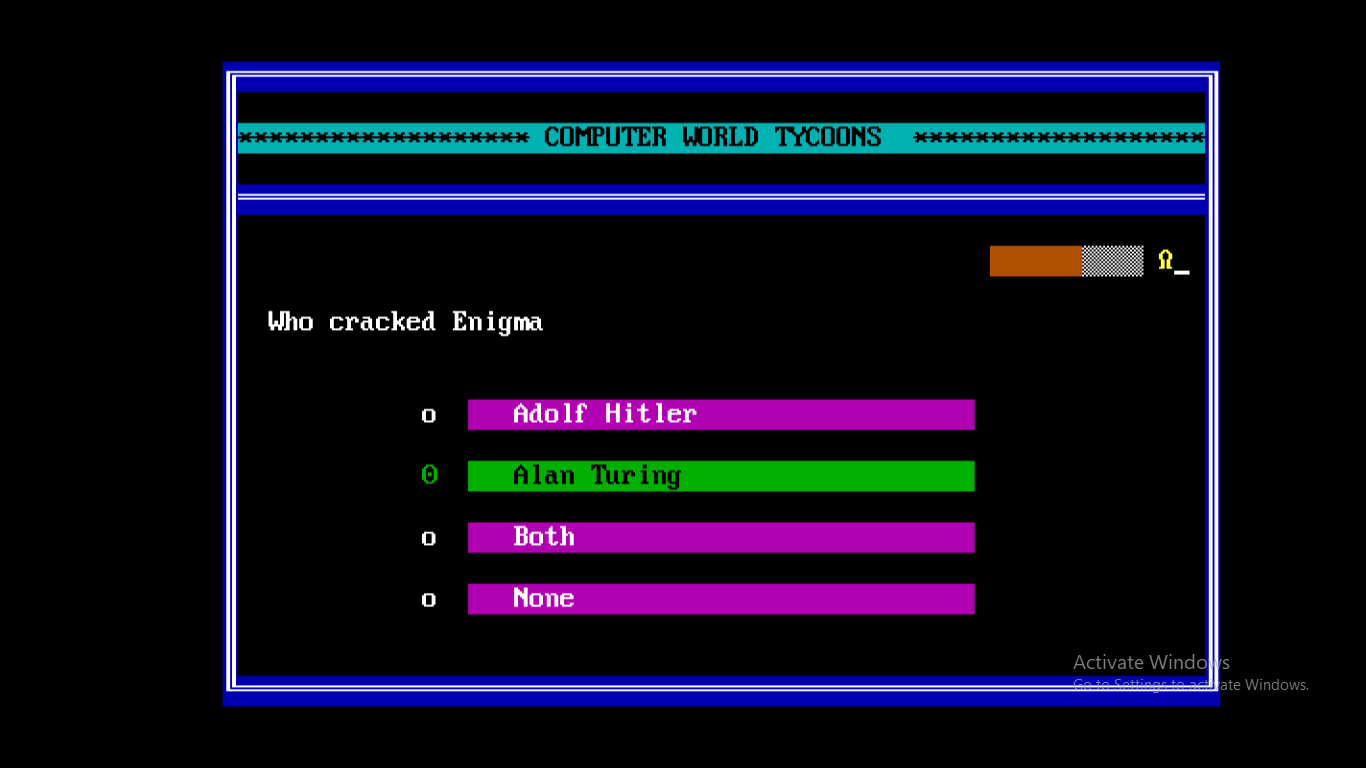 ******************* COMPUTER WORLD TYCOONS *******************
Ω_
Who cracked Enigma
o Adolf Hitler
0 Alan Turing
o Both
o None
Activate Windows
Go to Settings to activate Windows.